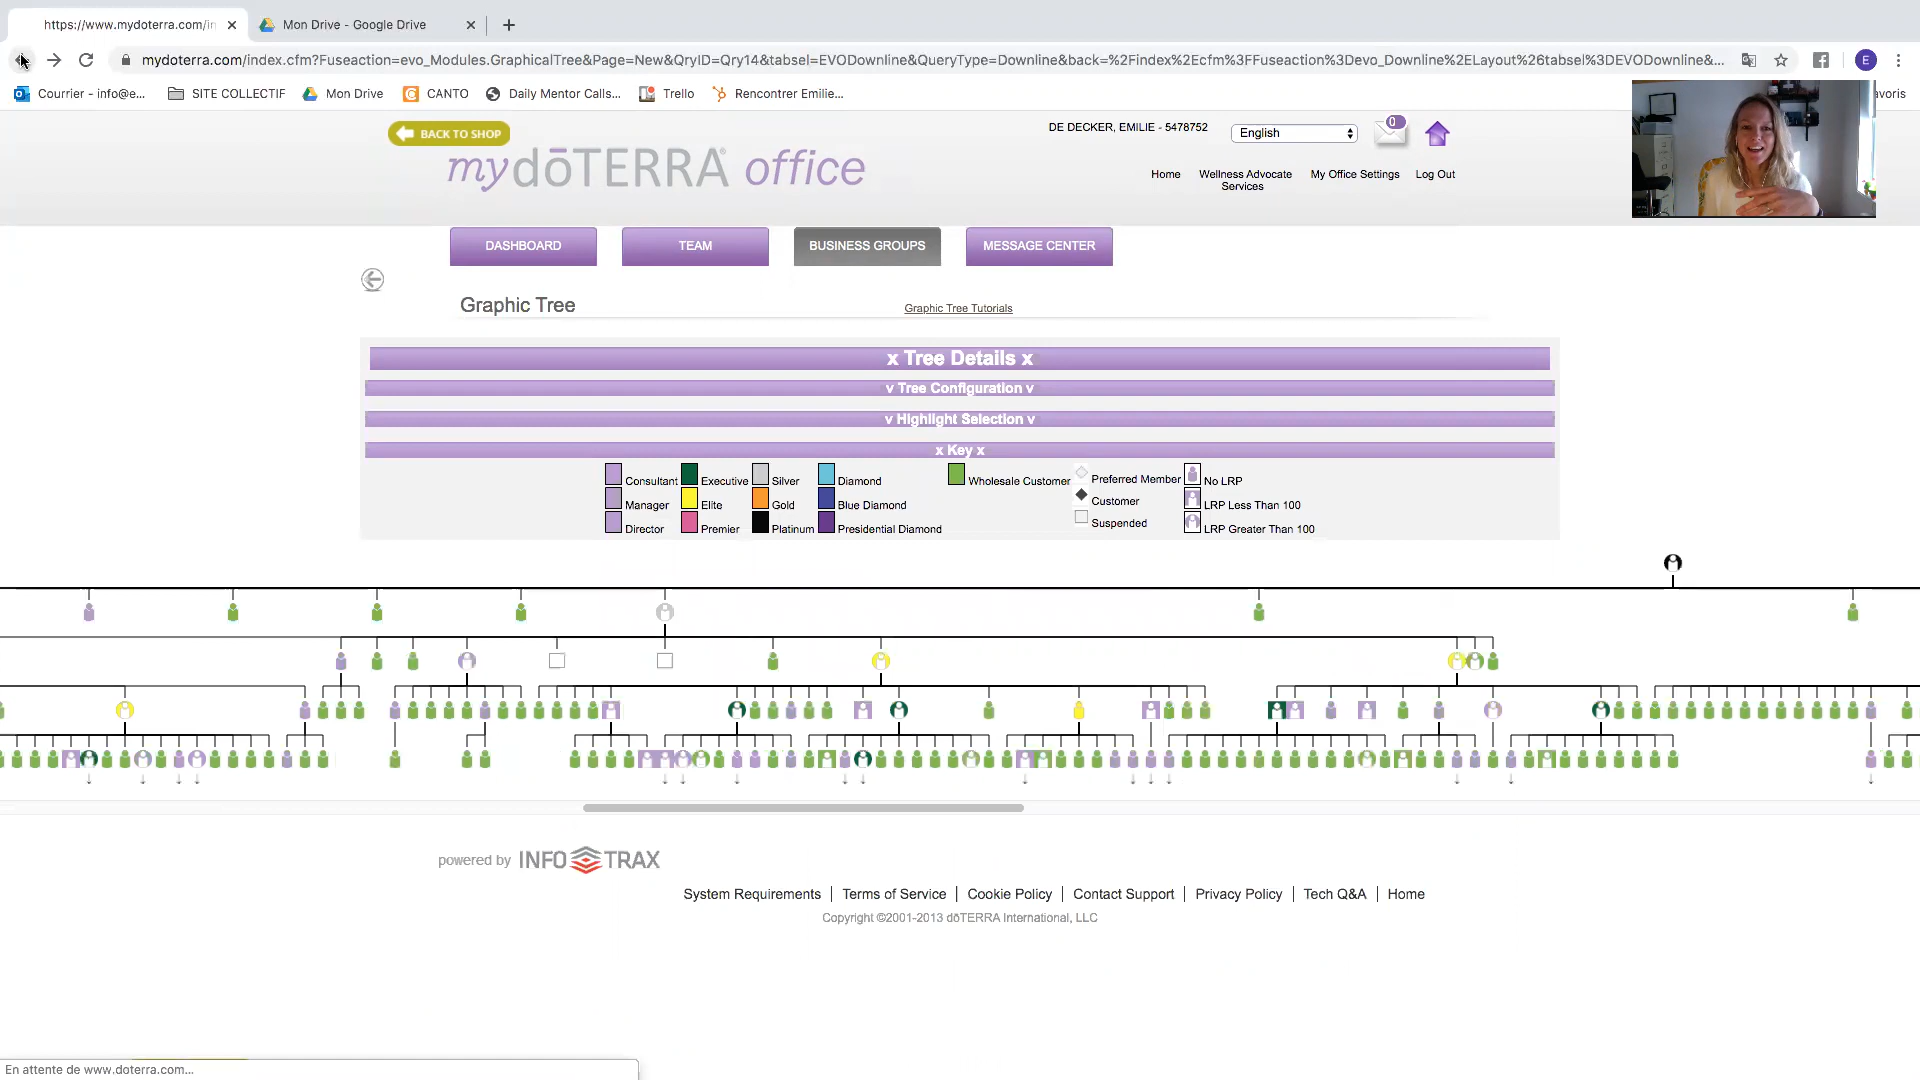 https://www.mydoterra.com/in
Mon Drive - Google Drive
mydoterra.com/index.cfm?Fuseaction=evo_Modules.GraphicalTree&Page=New&QryID=Qry14&tabsel=EVODownline&QueryType=Downline&back=%2Findex%2Ecfm%3FFuseaction%3Devo_Downline%2ELayout%26tabsel%3DEVODownline&...
E
Courrier - info@e...
SITE COLLECTIF
Mon Drive
CANTO
Daily Mentor Calls...
Trello
Rencontrer Emilie...
avoris
BACK TO SHOP
mydōTERRA office
DE DECKER, EMILIE - 5478752
English
0
Home
Wellness Advocate Services
My Office Settings
Log Out
DASHBOARD
TEAM
BUSINESS GROUPS
MESSAGE CENTER
Graphic Tree
Graphic Tree Tutorials
x Tree Details x
v Tree Configuration v
v Highlight Selection v
x Key x
Consultant Executive Silver Diamond Wholesale Customer Preferred Member No LRP
Manager Elite Gold Blue Diamond Customer LRP Less Than 100
Director Premier Platinum Presidential Diamond Suspended LRP Greater Than 100
powered by INFOTRAX
System Requirements | Terms of Service | Cookie Policy | Contact Support | Privacy Policy | Tech Q&A | Home
Copyright ©2001-2013 dōTERRA International, LLC
En attente de www.doterra.com...